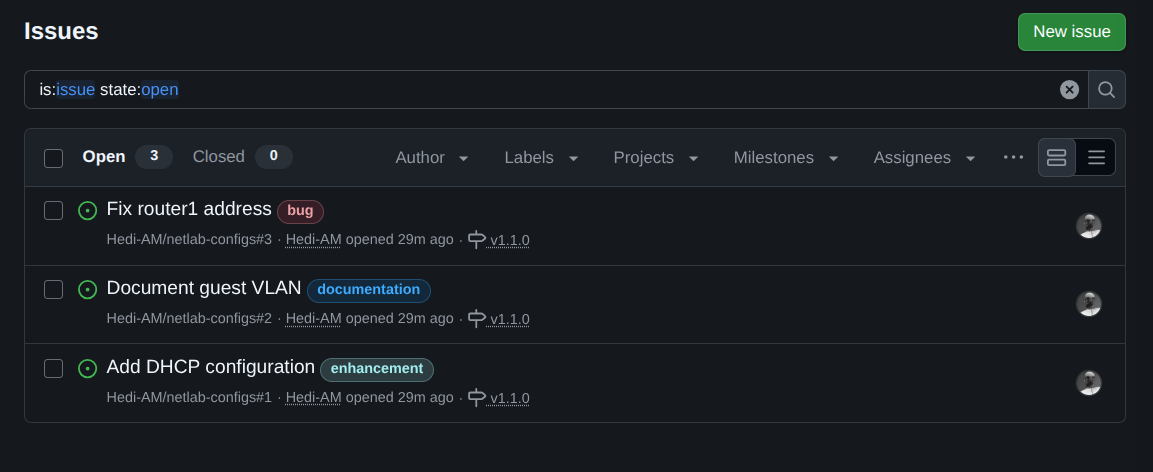 Issues
New issue
is:issue state:open
Open 3 Closed 0 Author Labels Projects Milestones Assignees
Fix router1 address bug
Hedi-AM/netlab-configs#3 · Hedi-AM opened 29m ago · v1.1.0
Document guest VLAN documentation
Hedi-AM/netlab-configs#2 · Hedi-AM opened 29m ago · v1.1.0
Add DHCP configuration enhancement
Hedi-AM/netlab-configs#1 · Hedi-AM opened 29m ago · v1.1.0